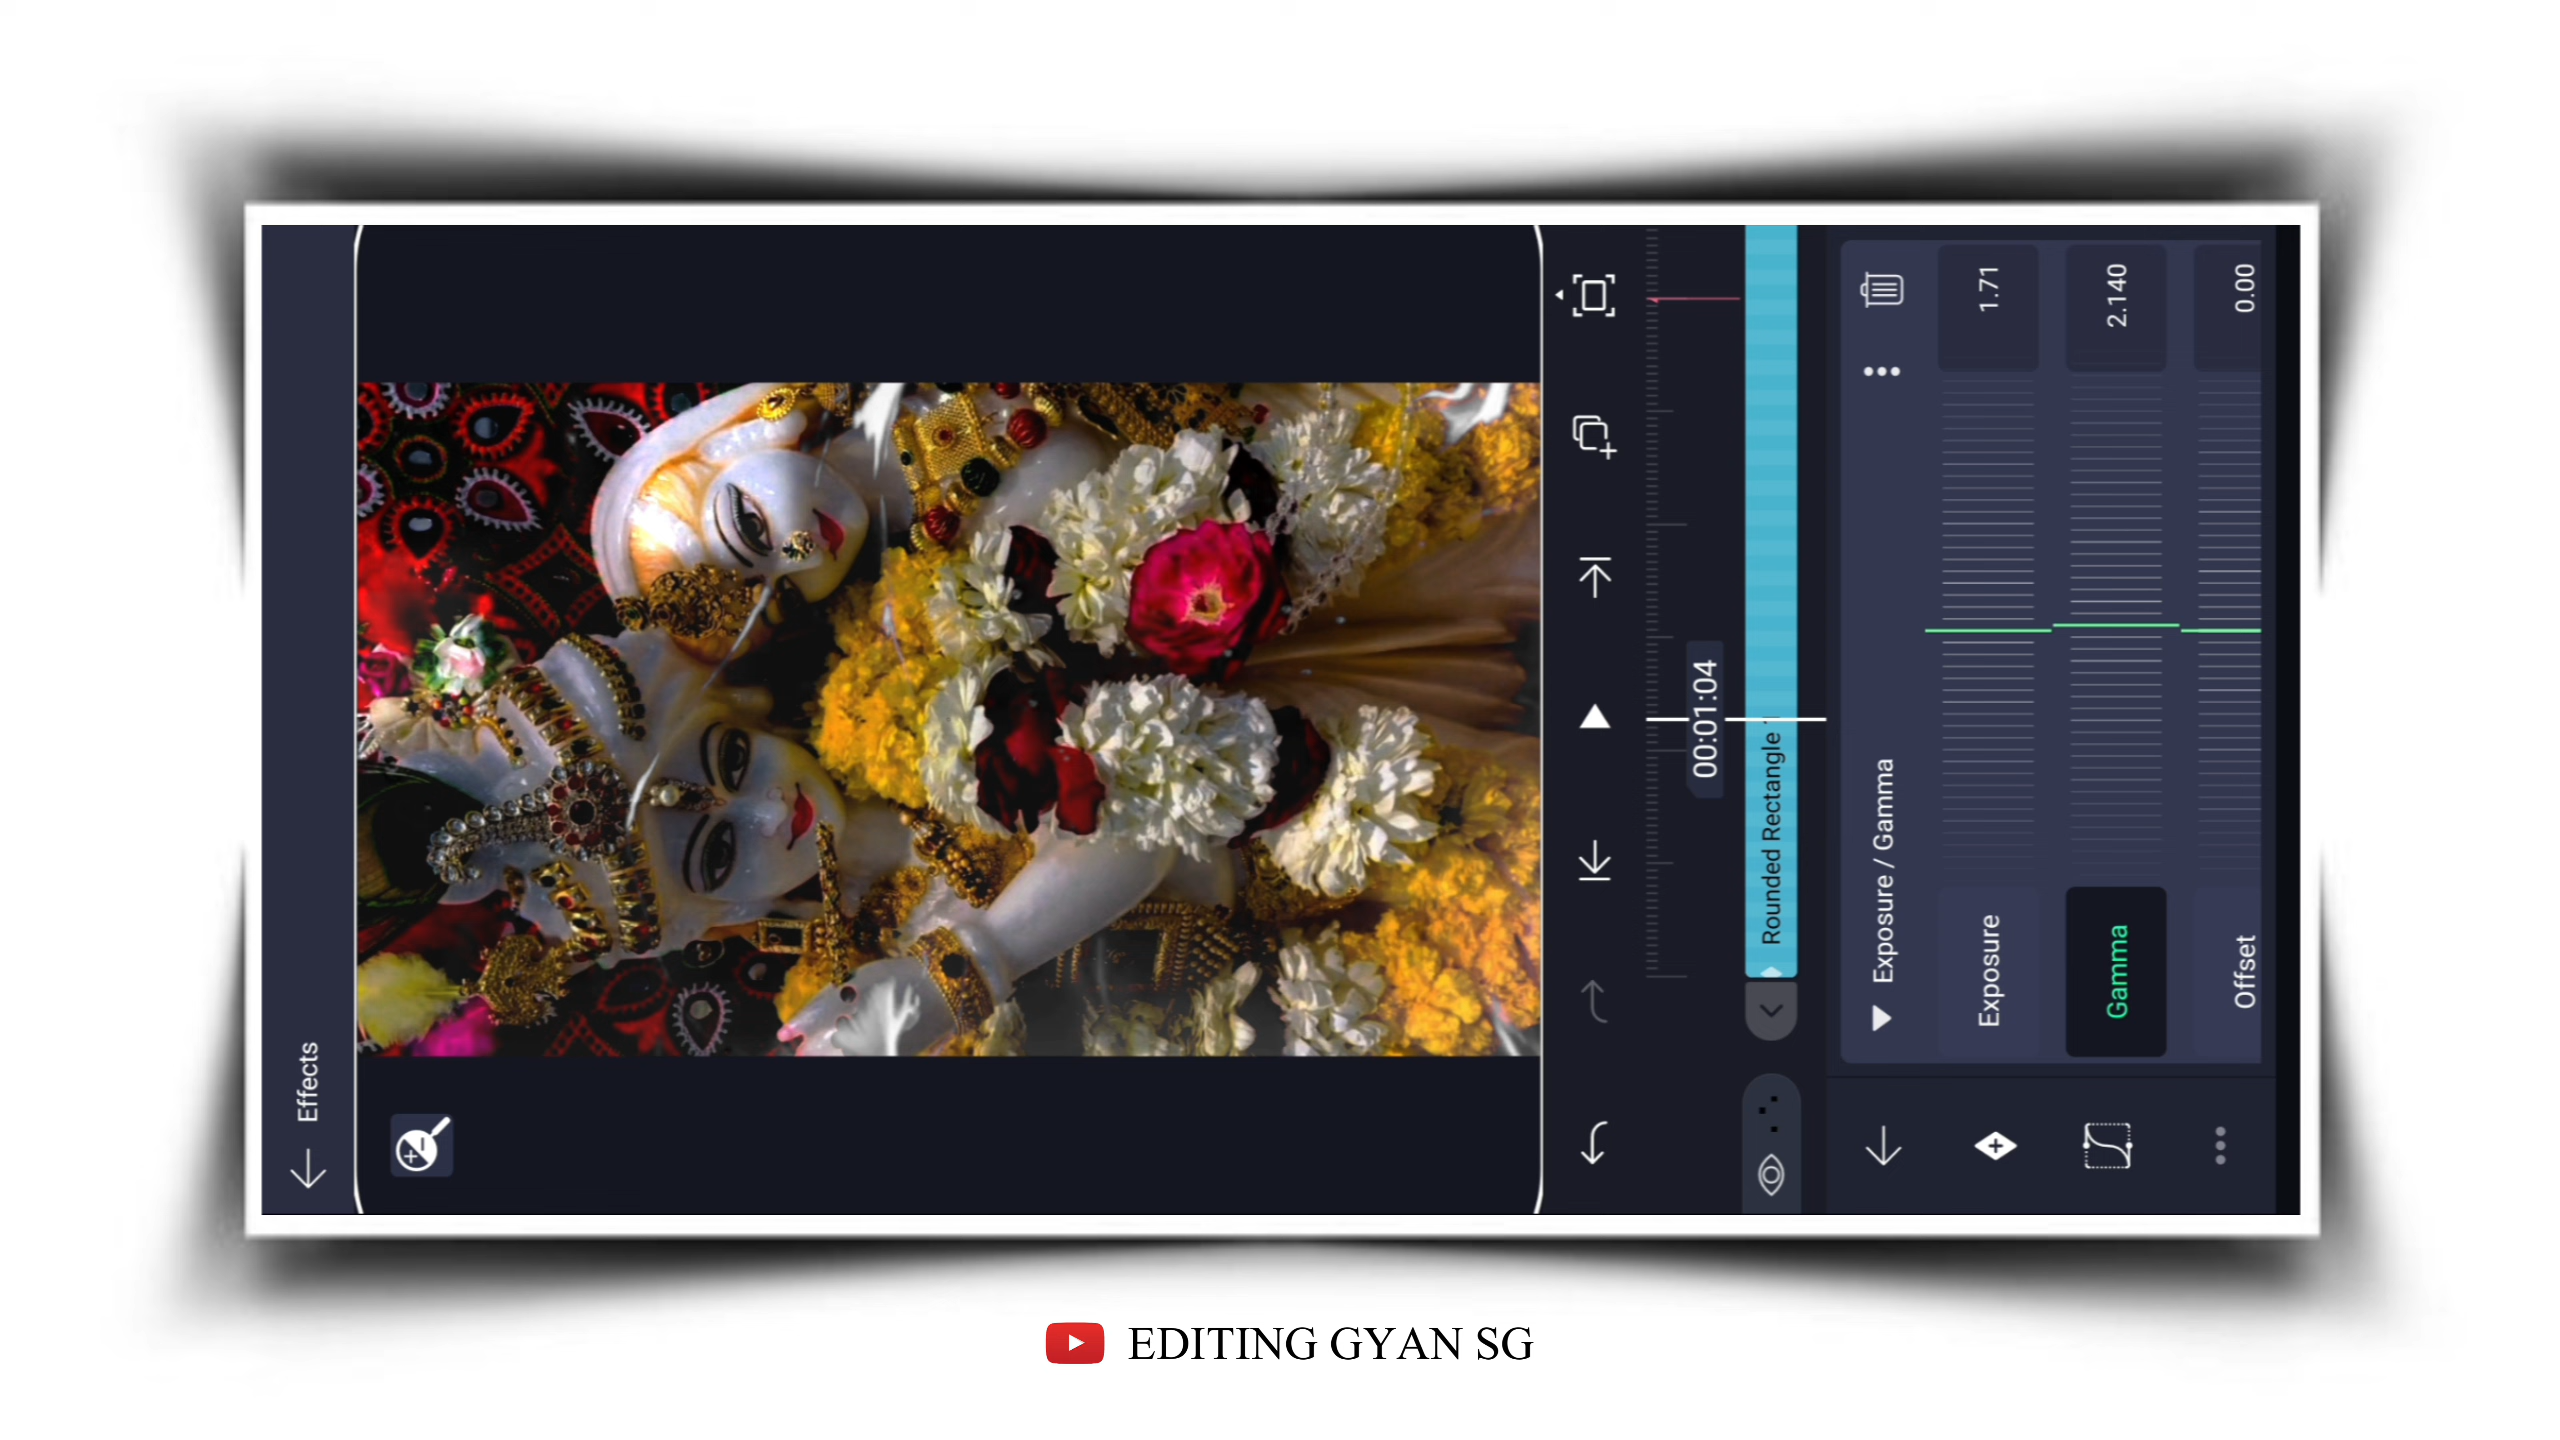 Effects
00:01:04
Rounded Rectangle 1
Exposure / Gamma
Exposure 1.71
Gamma 2.140
Offset 0.00
EDITING GYAN SG